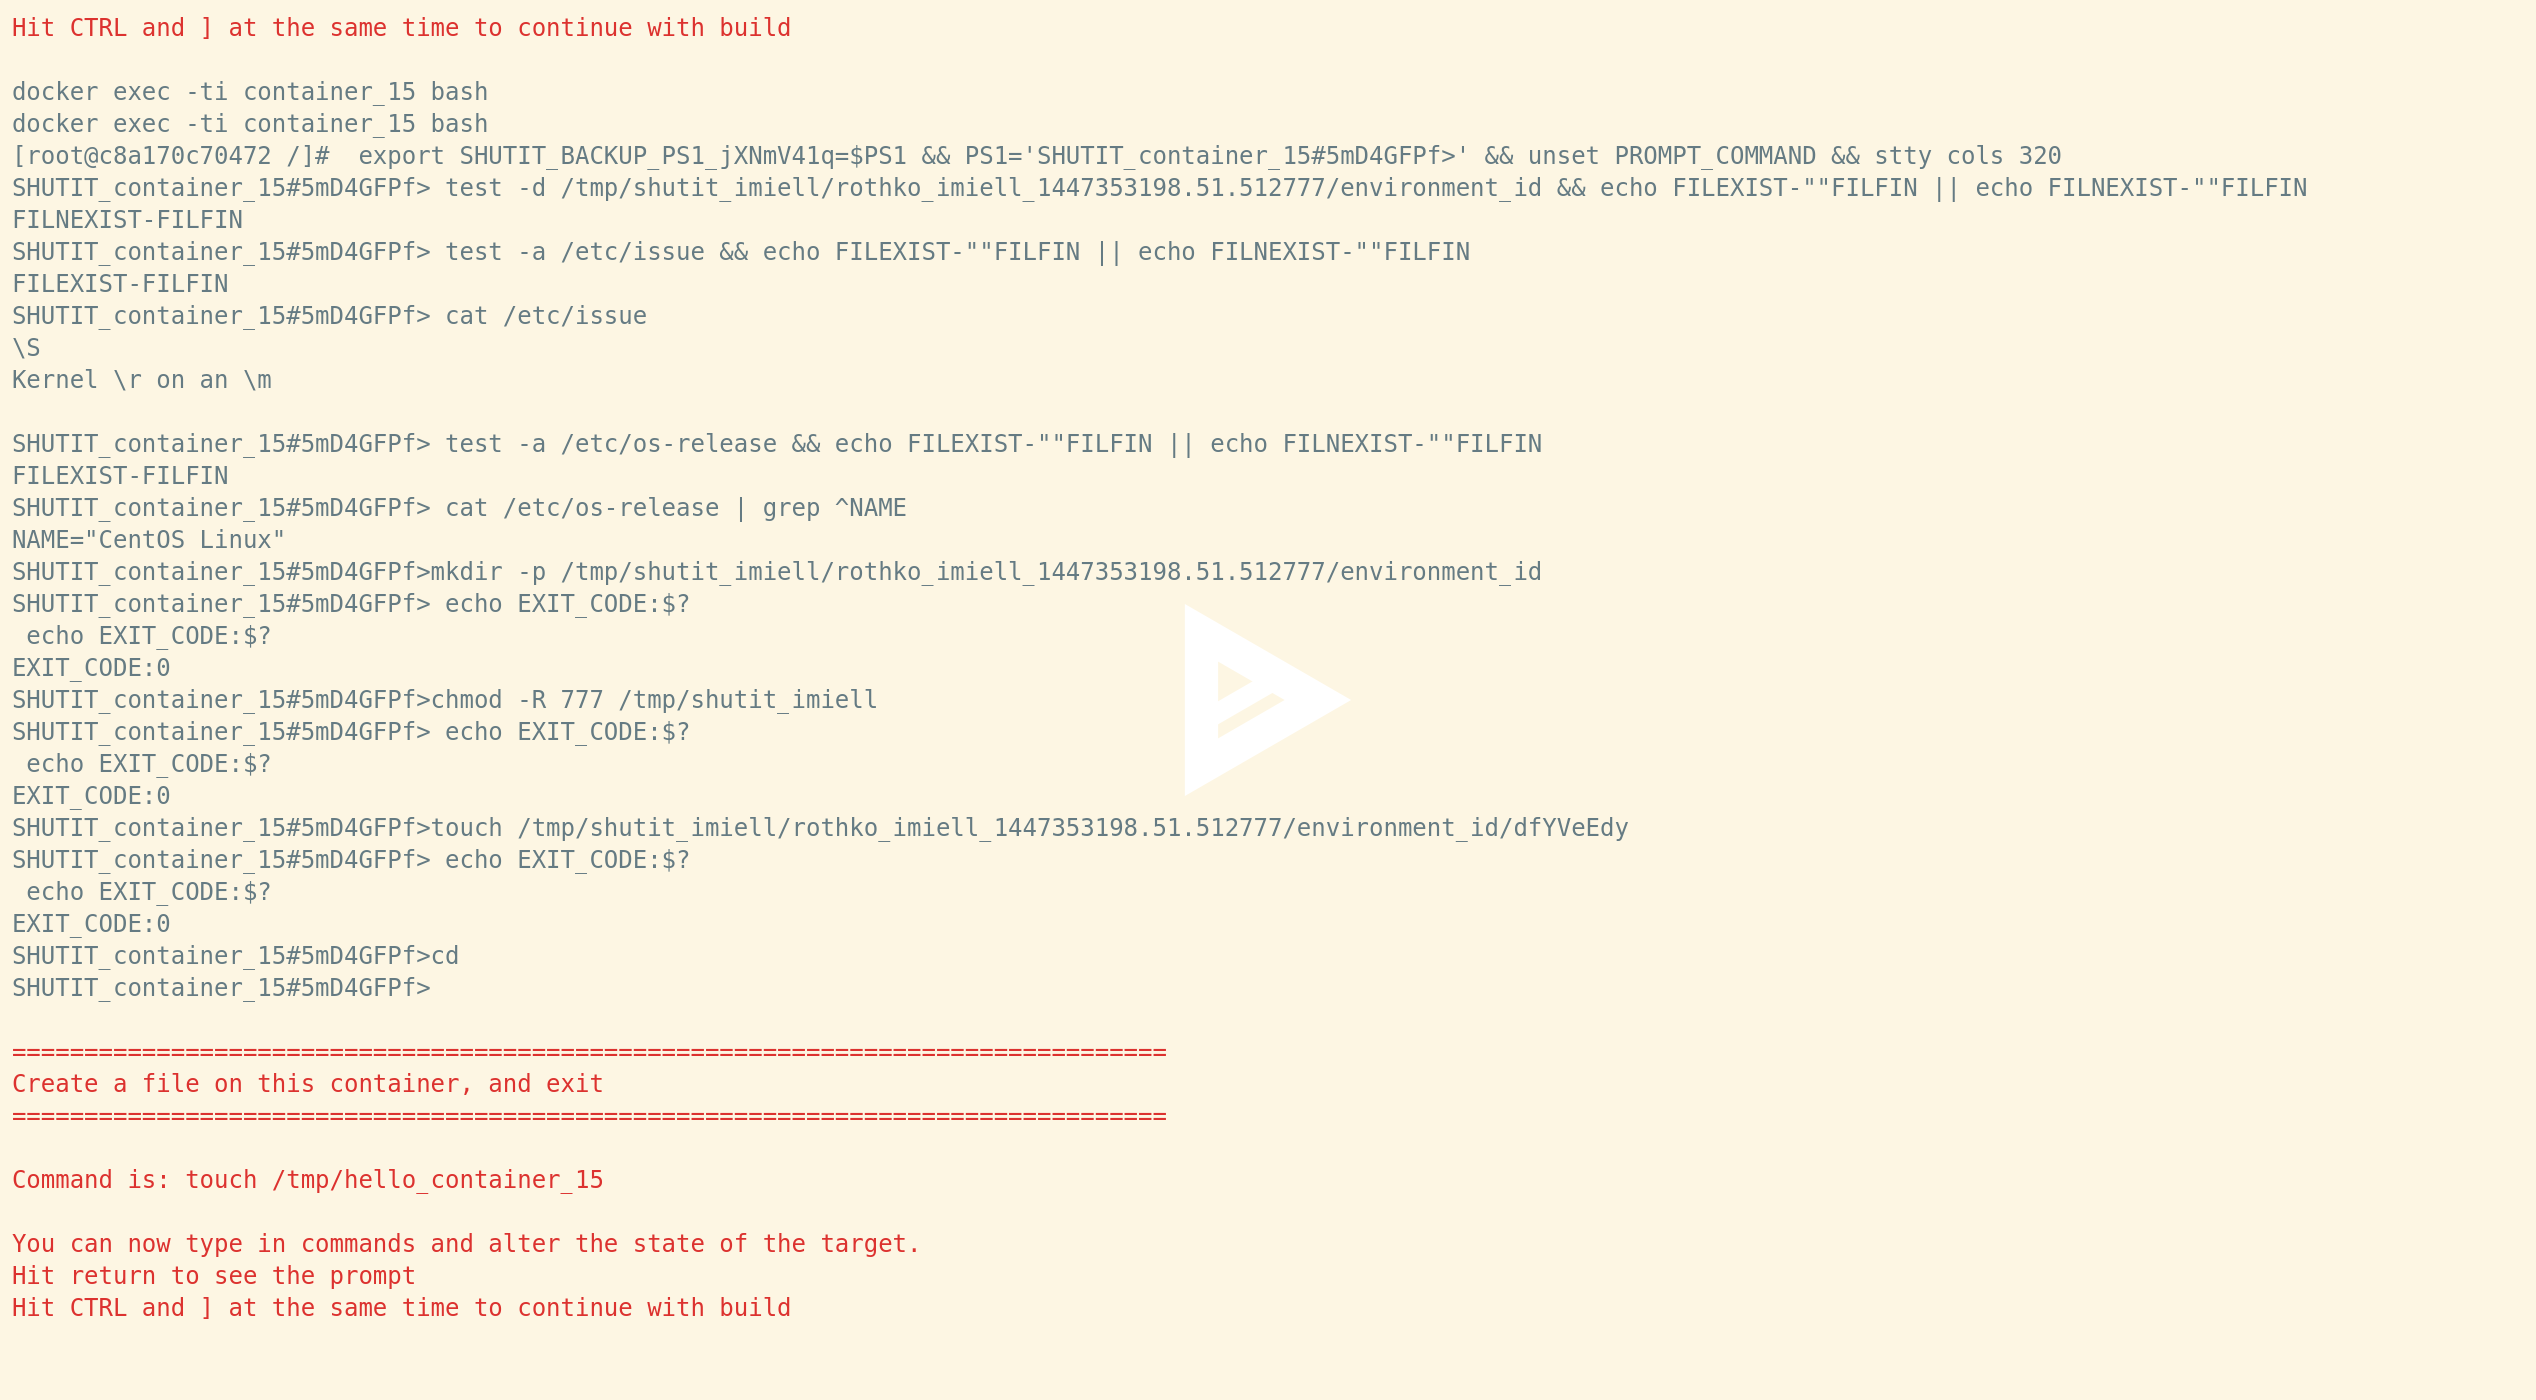 Hit CTRL and ] at the same time to continue with build
docker exec -ti container_15 bash
docker exec -ti container_15 bash
[root@c8a170c70472 /]#  export SHUTIT_BACKUP_PS1_jXNmV41q=$PS1 && PS1='SHUTIT_container_15#5mD4GFPf>' && unset PROMPT_COMMAND && stty cols 320
SHUTIT_container_15#5mD4GFPf> test -d /tmp/shutit_imiell/rothko_imiell_1447353198.51.512777/environment_id && echo FILEXIST-""FILFIN || echo FILNEXIST-""FILFIN
FILNEXIST-FILFIN
SHUTIT_container_15#5mD4GFPf> test -a /etc/issue && echo FILEXIST-""FILFIN || echo FILNEXIST-""FILFIN
FILEXIST-FILFIN
SHUTIT_container_15#5mD4GFPf> cat /etc/issue
\S
Kernel \r on an \m
SHUTIT_container_15#5mD4GFPf> test -a /etc/os-release && echo FILEXIST-""FILFIN || echo FILNEXIST-""FILFIN
FILEXIST-FILFIN
SHUTIT_container_15#5mD4GFPf> cat /etc/os-release | grep ^NAME
NAME="CentOS Linux"
SHUTIT_container_15#5mD4GFPf>mkdir -p /tmp/shutit_imiell/rothko_imiell_1447353198.51.512777/environment_id
SHUTIT_container_15#5mD4GFPf> echo EXIT_CODE:$?
 echo EXIT_CODE:$?
EXIT_CODE:0
SHUTIT_container_15#5mD4GFPf>chmod -R 777 /tmp/shutit_imiell
SHUTIT_container_15#5mD4GFPf> echo EXIT_CODE:$?
 echo EXIT_CODE:$?
EXIT_CODE:0
SHUTIT_container_15#5mD4GFPf>touch /tmp/shutit_imiell/rothko_imiell_1447353198.51.512777/environment_id/dfYVeEdy
SHUTIT_container_15#5mD4GFPf> echo EXIT_CODE:$?
 echo EXIT_CODE:$?
EXIT_CODE:0
SHUTIT_container_15#5mD4GFPf>cd
SHUTIT_container_15#5mD4GFPf>
================================================================================
Create a file on this container, and exit
================================================================================
Command is: touch /tmp/hello_container_15
You can now type in commands and alter the state of the target.
Hit return to see the prompt
Hit CTRL and ] at the same time to continue with build